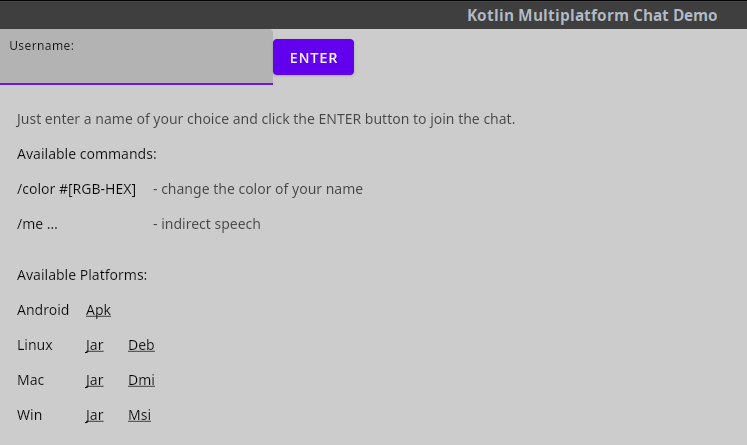 Kotlin Multiplatform Chat Demo
Username:
ENTER
Just enter a name of your choice and click the ENTER button to join the chat.
Available commands:
/color #[RGB-HEX] - change the color of your name
/me ... - indirect speech
Available Platforms:
Android Apk
Linux Jar Deb
Mac Jar Dmi
Win Jar Msi